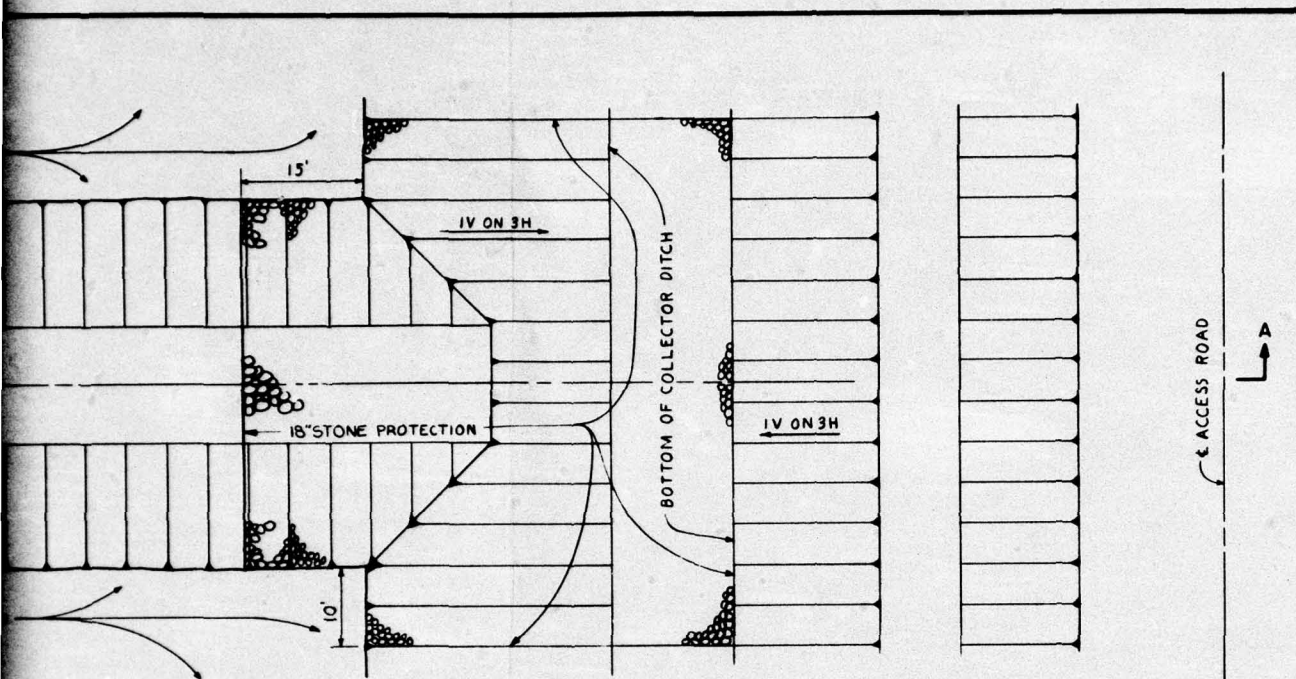 15'
1V ON 3H
BOTTOM OF COLLECTOR DITCH
℄ ACCESS ROAD
A
18" STONE PROTECTION
1V ON 3H
10'